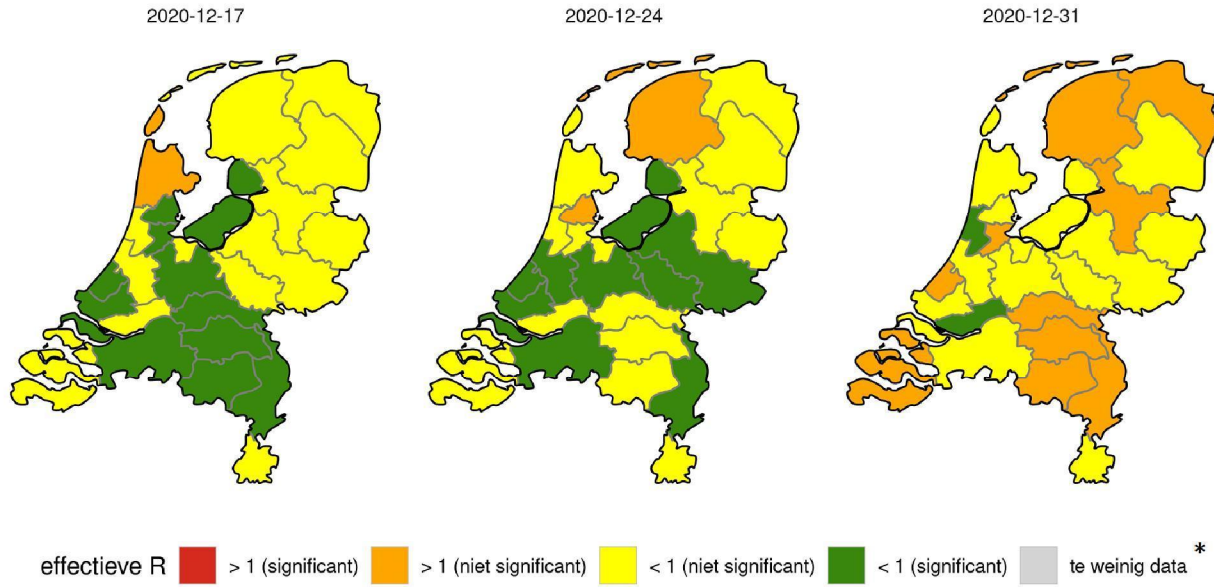 2020-12-17 2020-12-24 2020-12-31
effectieve R > 1 (significant) > 1 (niet significant) < 1 (niet significant) < 1 (significant) te weinig data *